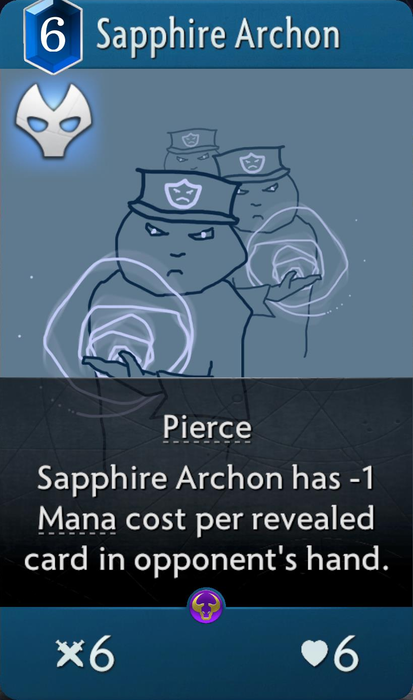 6 Sapphire Archon
Pierce
Sapphire Archon has -1
Mana cost per revealed
card in opponent's hand.
6 6